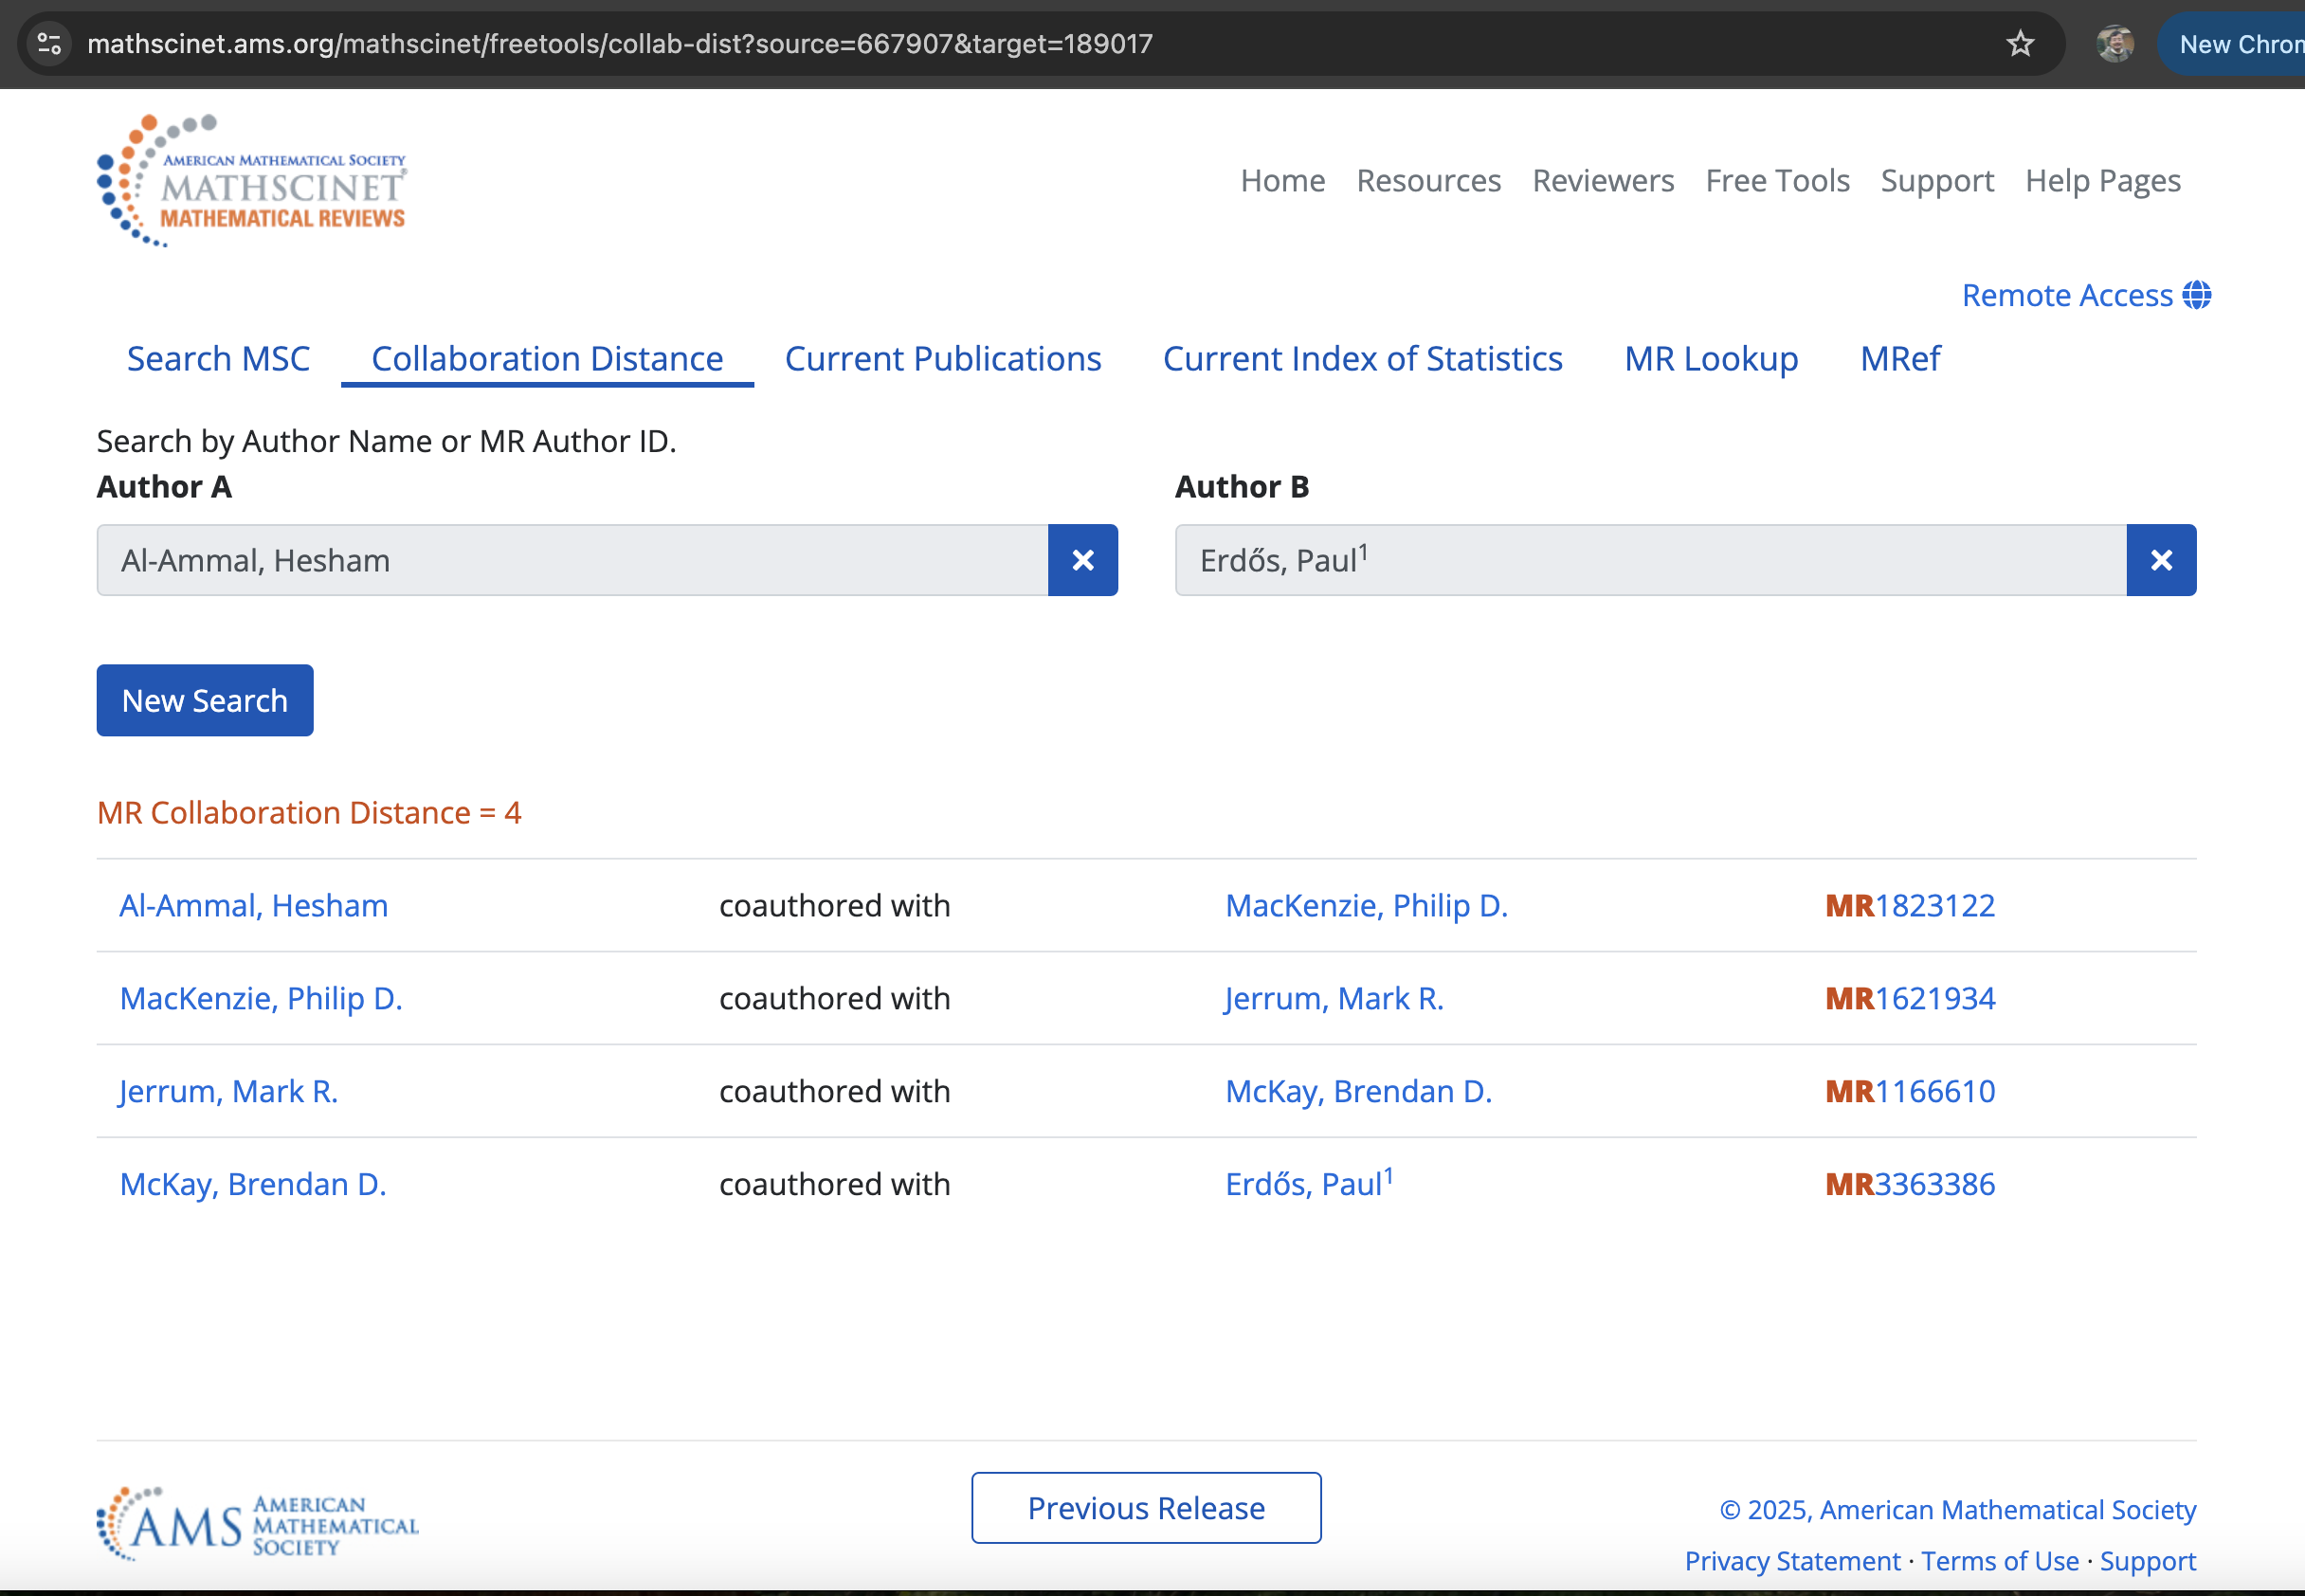 mathscinet.ams.org/mathscinet/freetools/collab-dist?source=667907&target=189017
New Chrom
AMERICAN MATHEMATICAL SOCIETY
MATHSCINET®
MATHEMATICAL REVIEWS
Home Resources Reviewers Free Tools Support Help Pages
Remote Access
Search MSC Collaboration Distance Current Publications Current Index of Statistics MR Lookup MRef
Search by Author Name or MR Author ID.
Author A Author B
Al-Ammal, Hesham Erdős, Paul¹
New Search
MR Collaboration Distance = 4
Al-Ammal, Hesham coauthored with MacKenzie, Philip D. MR1823122
MacKenzie, Philip D. coauthored with Jerrum, Mark R. MR1621934
Jerrum, Mark R. coauthored with McKay, Brendan D. MR1166610
McKay, Brendan D. coauthored with Erdős, Paul¹ MR3363386
AMS AMERICAN
MATHEMATICAL
SOCIETY
Previous Release
© 2025, American Mathematical Society
Privacy Statement · Terms of Use · Support